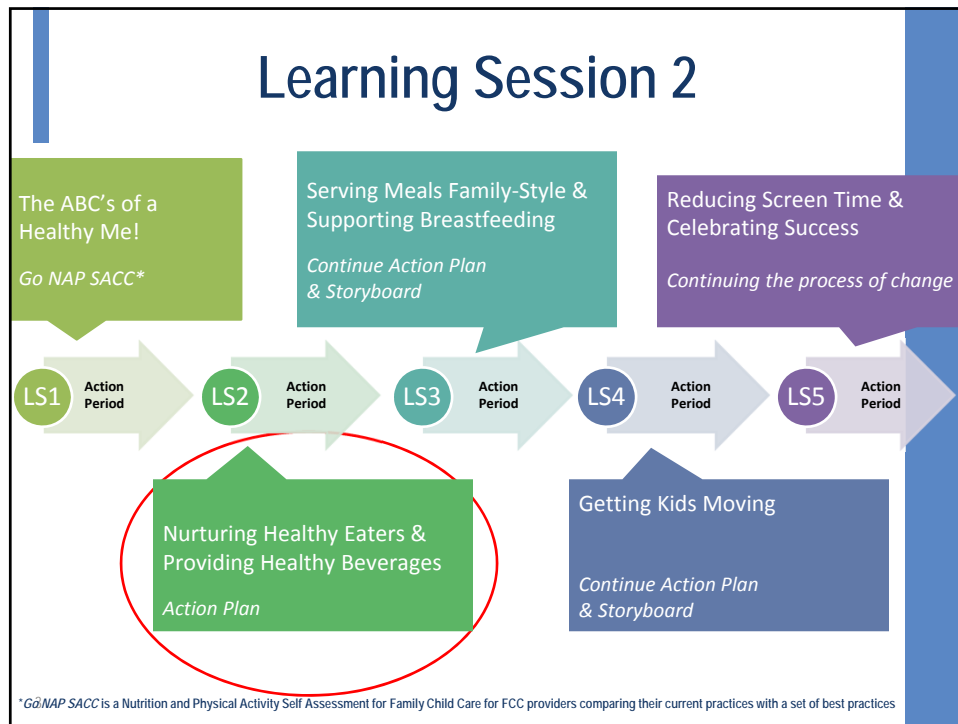 Learning Session 2
The ABC's of a
Healthy Me!
Go NAP SACC*
Serving Meals Family-Style &
Supporting Breastfeeding
Continue Action Plan
& Storyboard
Reducing Screen Time &
Celebrating Success
Continuing the process of change
LS1
Action
Period
LS2
Action
Period
LS3
Action
Period
LS4
Action
Period
LS5
Action
Period
Nurturing Healthy Eaters &
Providing Healthy Beverages
Action Plan
Getting Kids Moving
Continue Action Plan
& Storyboard
*Go NAP SACC is a Nutrition and Physical Activity Self Assessment for Family Child Care for FCC providers comparing their current practices with a set of best practices